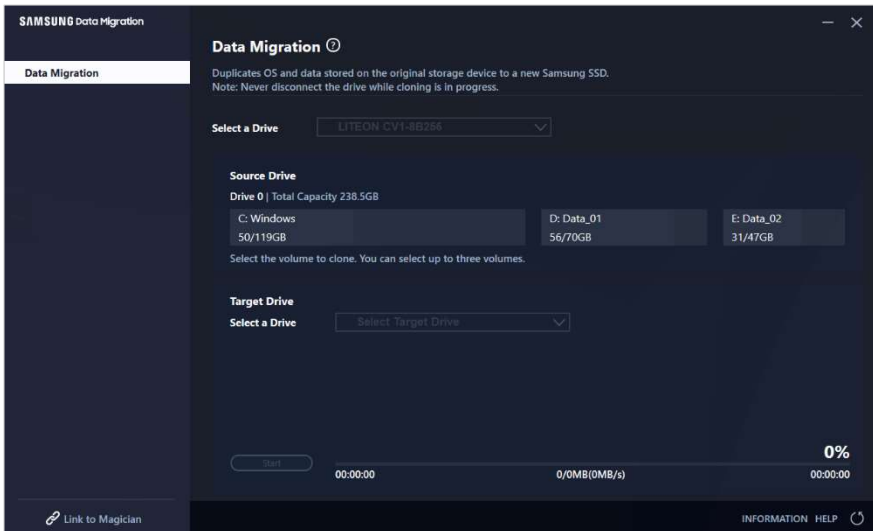 SAMSUNG Data Migration
Data Migration
Data Migration ?
Duplicates OS and data stored on the original storage device to a new Samsung SSD.
Note: Never disconnect the drive while cloning is in progress.
Select a Drive LITEON CV1-8B256
Source Drive
Drive 0 | Total Capacity 238.5GB
C: Windows D: Data_01 E: Data_02
50/119GB 56/70GB 31/47GB
Select the volume to clone. You can select up to three volumes.
Target Drive
Select a Drive Select Target Drive
0%
Start
00:00:00 0/0MB(0MB/s) 00:00:00
Link to Magician INFORMATION HELP